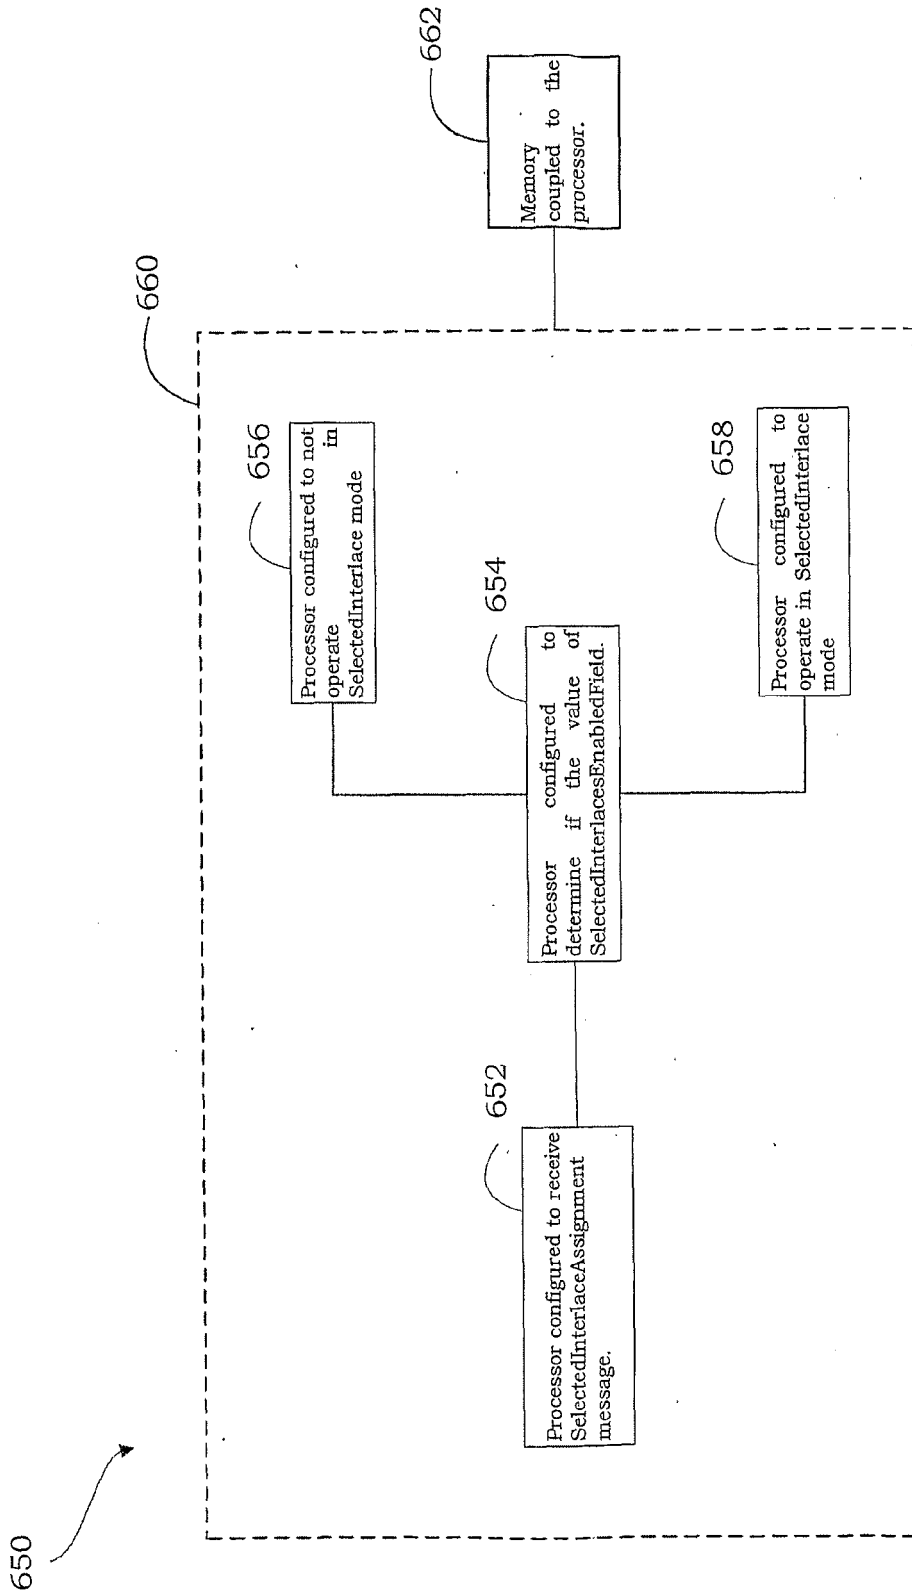 650
660
662
652
Processor configured to receive
SelectedInterlaceAssignment
message.
654
Processor configured to
determine if the value of
SelectedInterlacesEnabledField.
656
Processor configured to not
operate in
SelectedInterlace mode
658
Processor configured to
operate in SelectedInterlace
mode
Memory
coupled to the
processor.